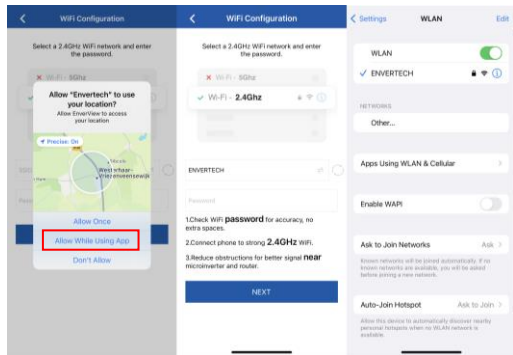 WiFi Configuration
Select a 2.4GHz WiFi network and enter
the password.
Wi-Fi - 5Ghz
Allow "Envertech" to use
your location?
Allow EnverView to access
your location
Precise: On
Westerhaar-
Vriezenveensewijk
Allow Once
Allow While Using App
Don't Allow
WiFi Configuration
Select a 2.4GHz WiFi network and enter
the password.
Wi-Fi - 5Ghz
Wi-Fi - 2.4Ghz
ENVERTECH
Password
1.Check WiFi password for accuracy, no
extra spaces.
2.Connect phone to strong 2.4GHz WiFi.
3.Reduce obstructions for better signal near
microinverter and router.
NEXT
Settings
WLAN
Edit
WLAN
ENVERTECH
NETWORKS
Other...
Apps Using WLAN & Cellular
Enable WAPI
Ask to Join Networks
Ask
Known networks will be joined automatically. If no
known networks are available, you will be asked
before joining a new network.
Auto-Join Hotspot
Ask to Join
Allow this device to automatically discover nearby
personal hotspots when no WLAN network is
available.